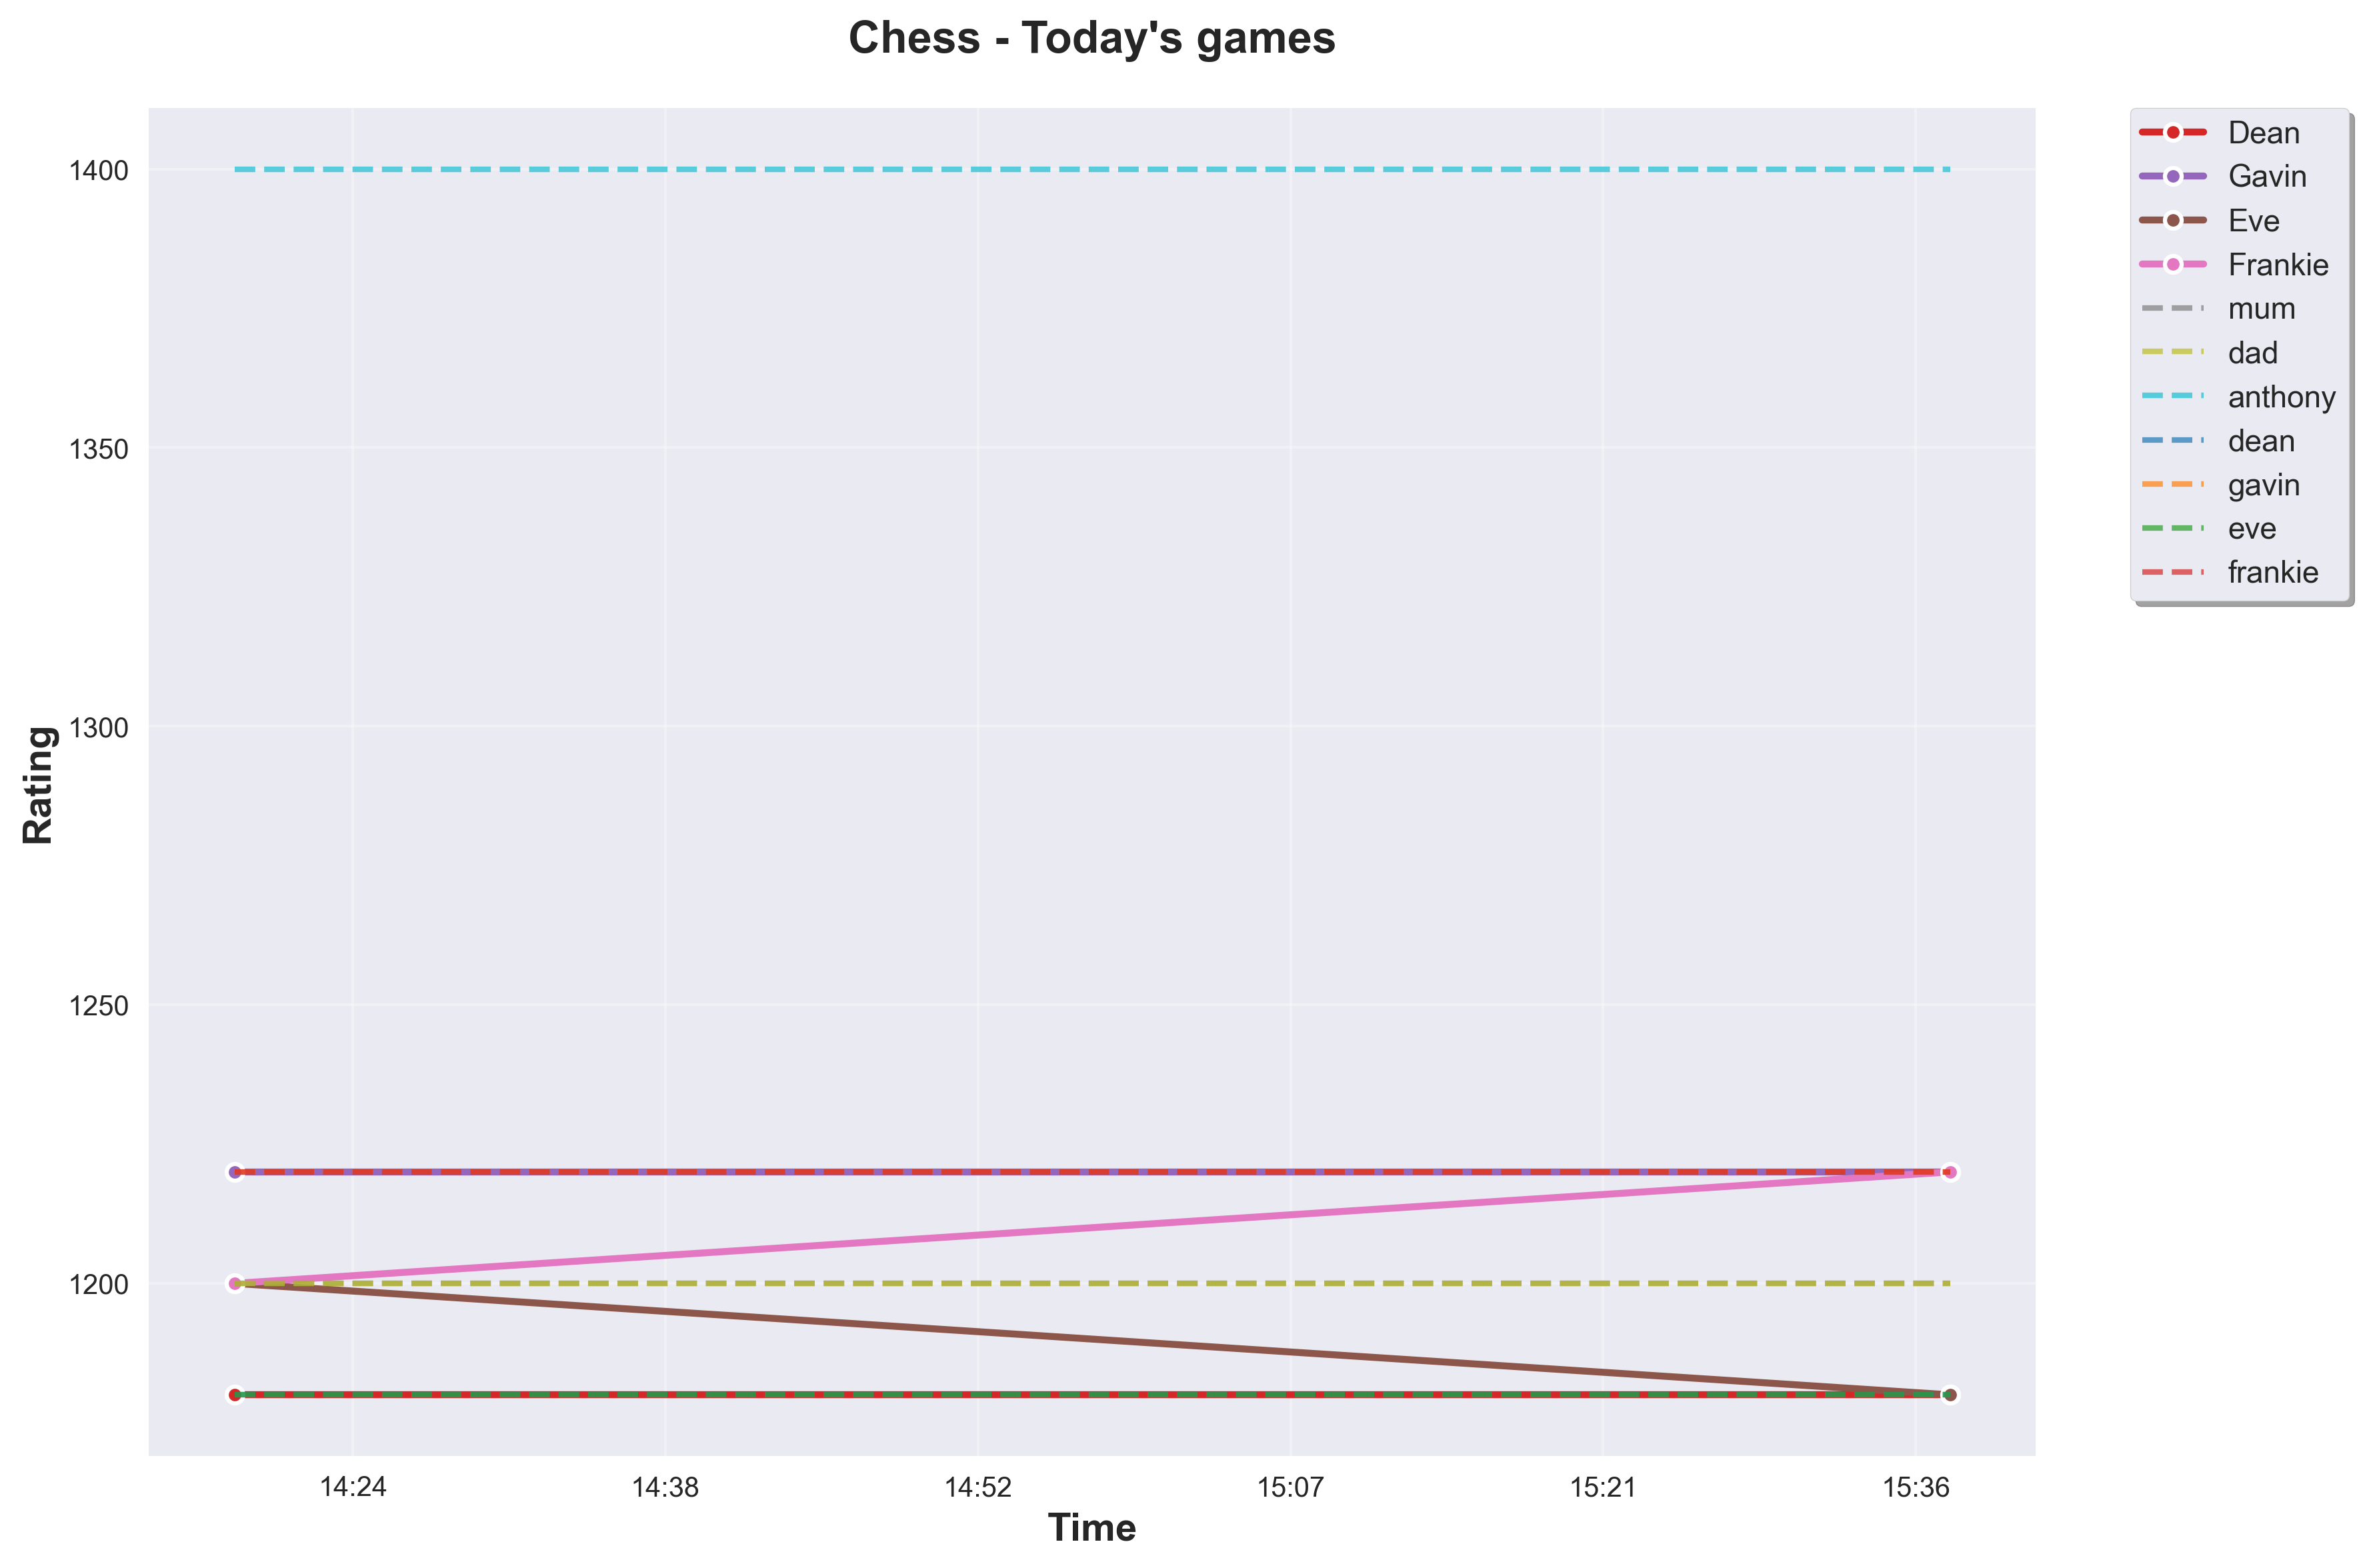 Chess - Today's games
Rating
1400
1350
1300
1250
1200
14:24
14:38
14:52
15:07
15:21
15:36
Time
Dean
Gavin
Eve
Frankie
mum
dad
anthony
dean
gavin
eve
frankie